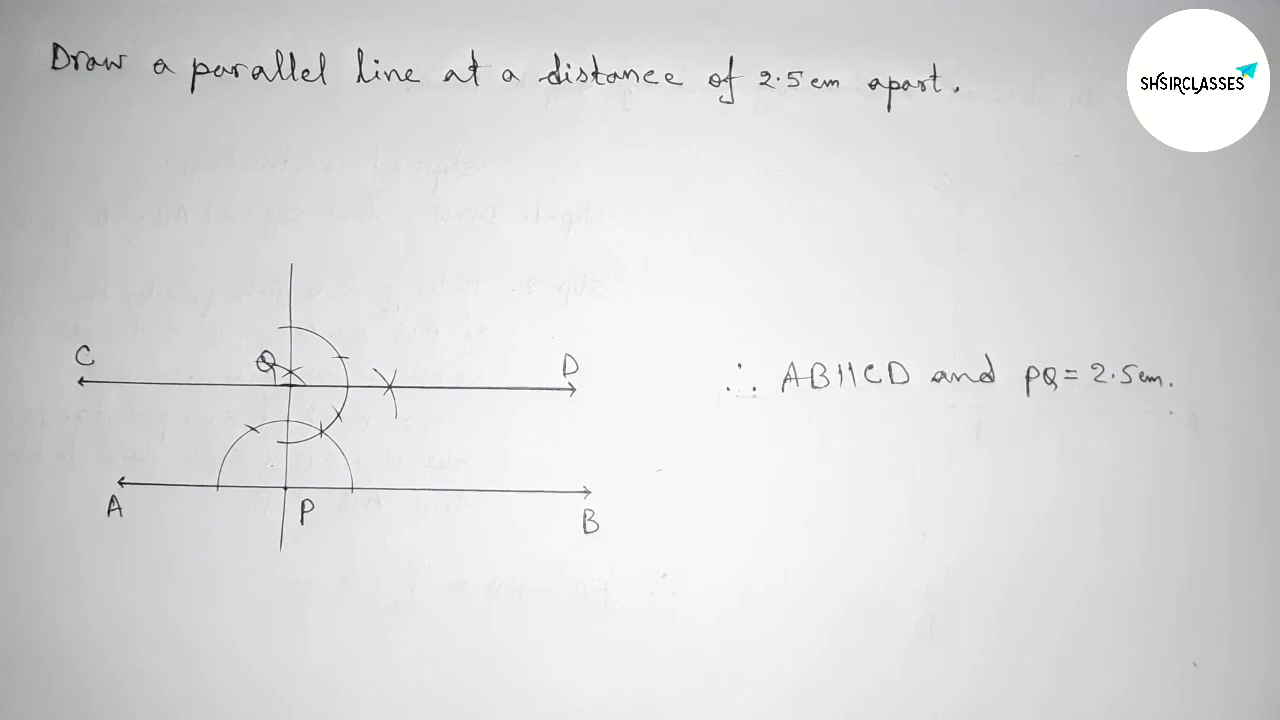 Draw a parallel line at a distance of 2.5 cm apart.
SHSIRCLASSES
C
Q
D
∴ AB||CD and PQ = 2.5cm.
A
P
B